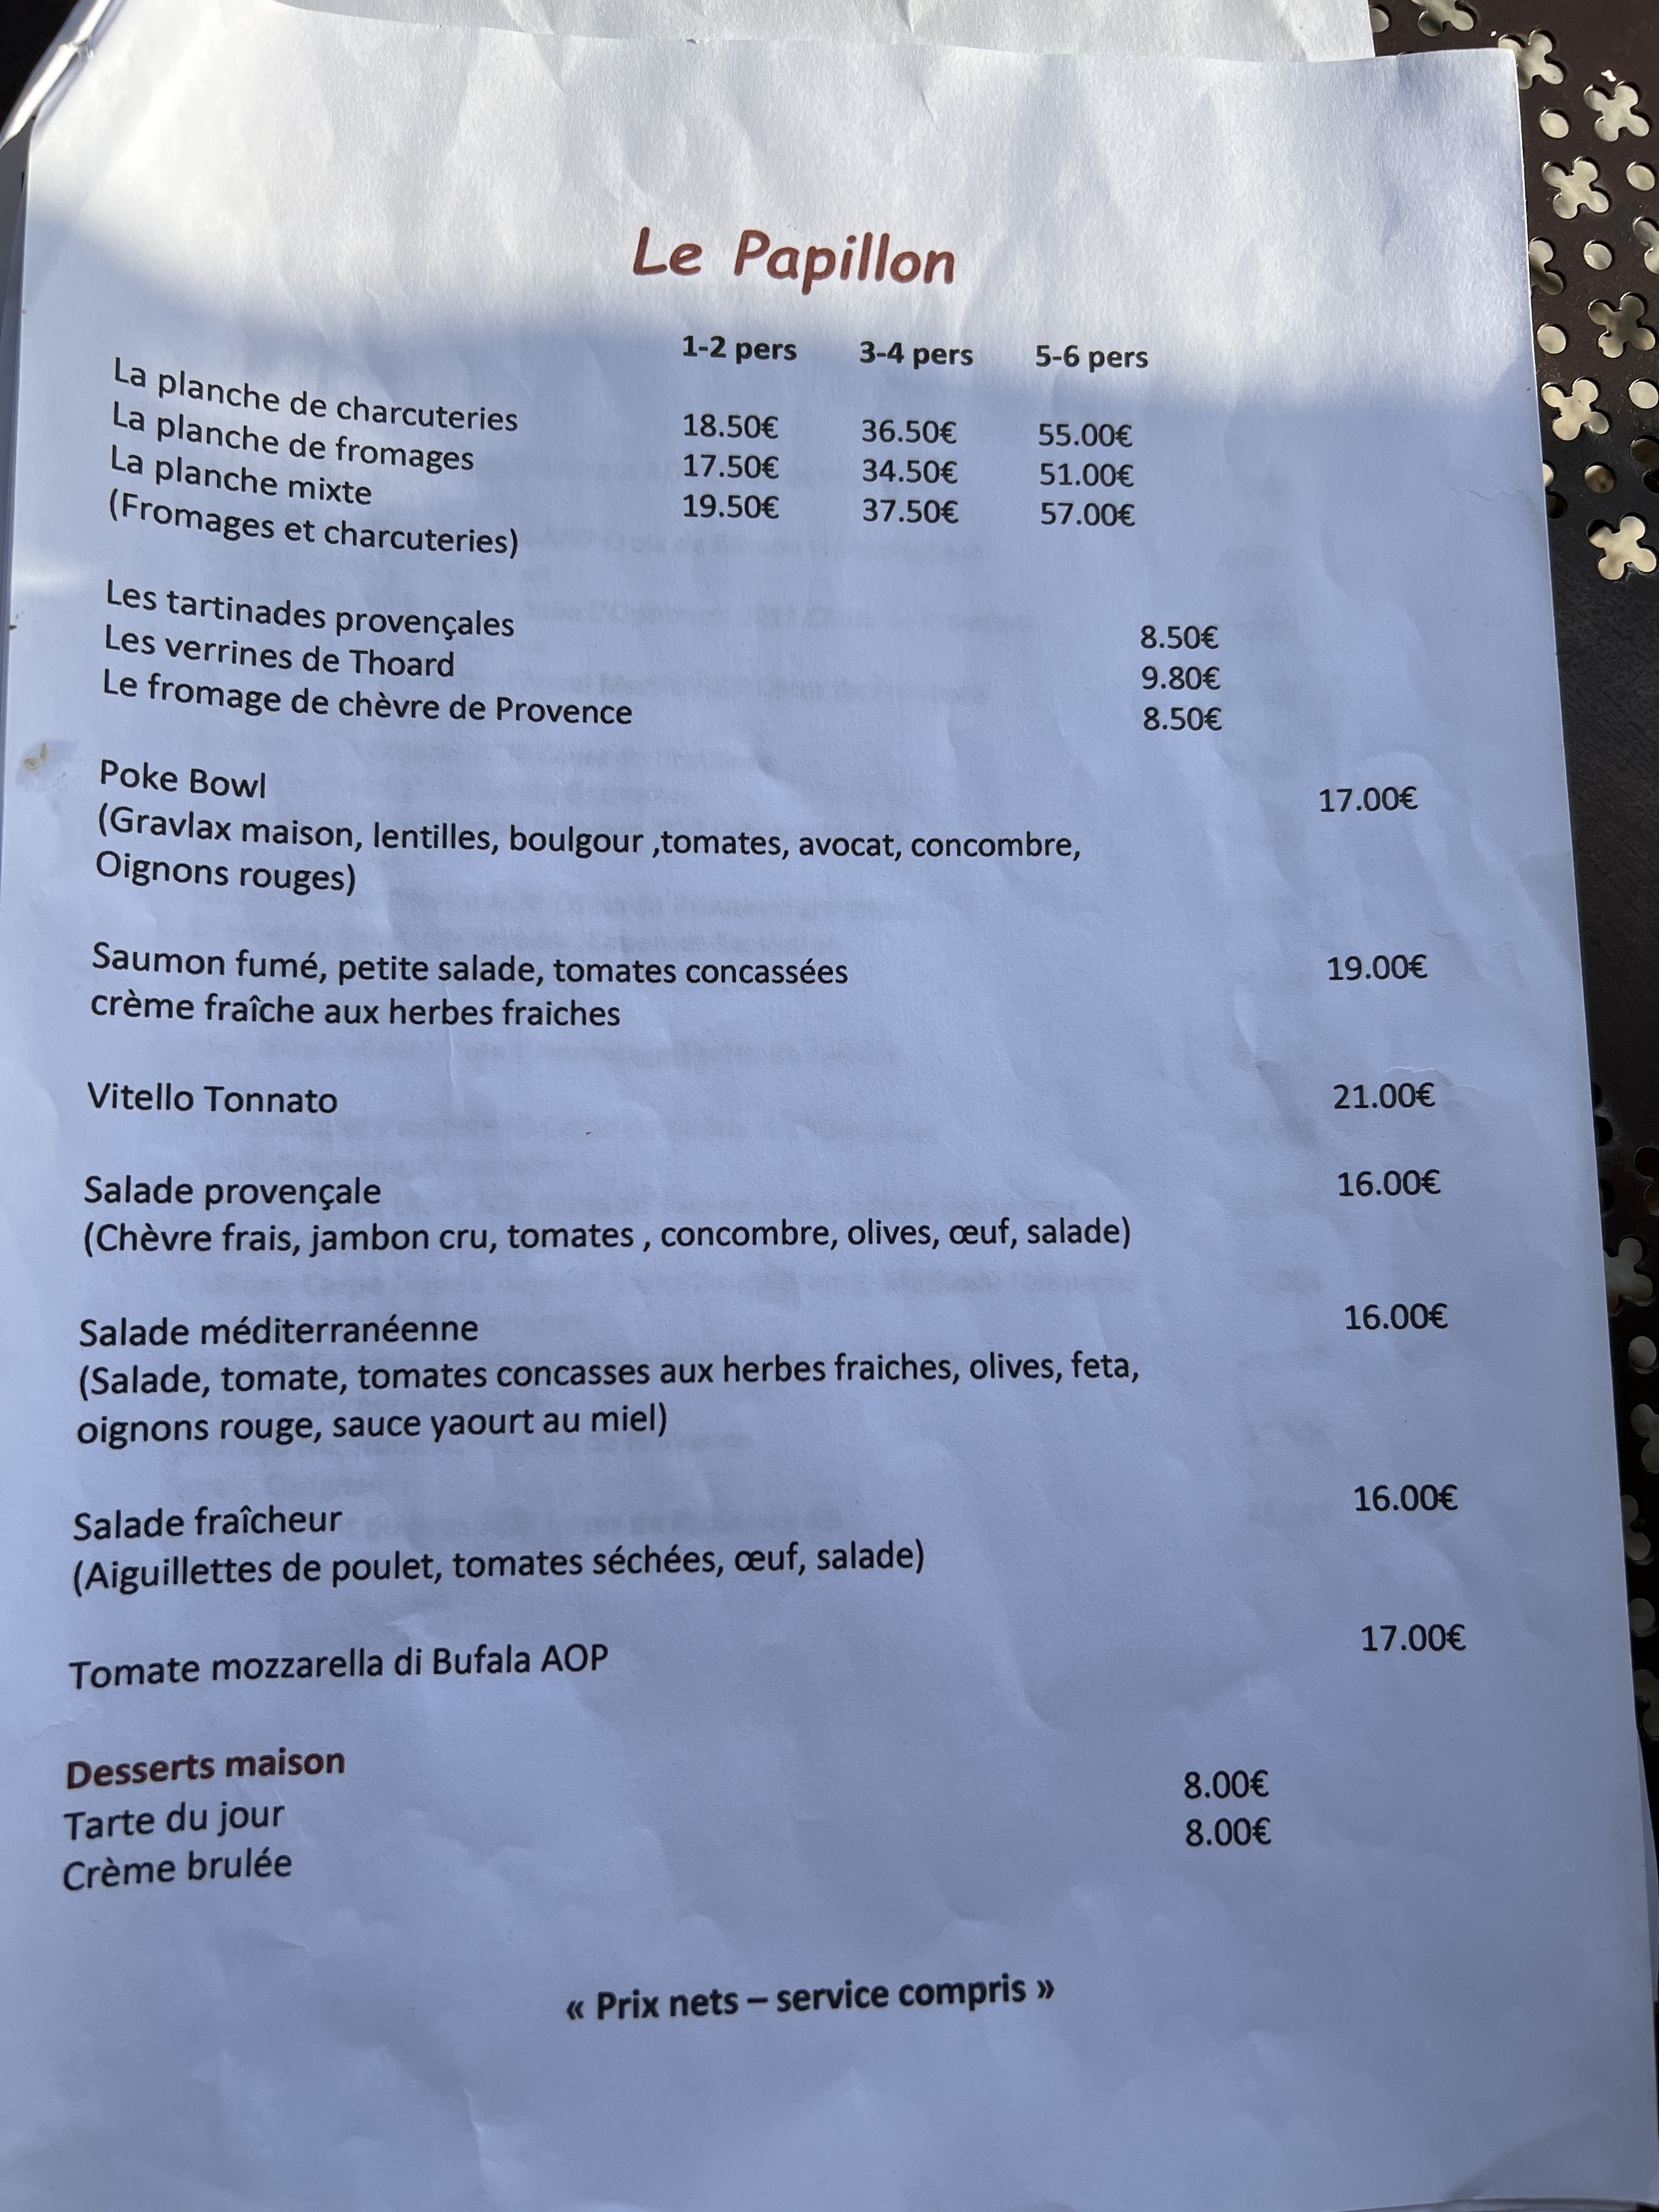 Le Papillon
1-2 pers 3-4 pers 5-6 pers
La planche de charcuteries 18.50€ 36.50€ 55.00€
La planche de fromages 17.50€ 34.50€ 51.00€
La planche mixte 19.50€ 37.50€ 57.00€
(Fromages et charcuteries)
Les tartinades provençales 8.50€
Les verrines de Thoard 9.80€
Le fromage de chèvre de Provence 8.50€
Poke Bowl 17.00€
(Gravlax maison, lentilles, boulgour ,tomates, avocat, concombre,
Oignons rouges)
Saumon fumé, petite salade, tomates concassées 19.00€
crème fraîche aux herbes fraiches
Vitello Tonnato 21.00€
Salade provençale 16.00€
(Chèvre frais, jambon cru, tomates , concombre, olives, œuf, salade)
Salade méditerranéenne 16.00€
(Salade, tomate, tomates concasses aux herbes fraiches, olives, feta,
oignons rouge, sauce yaourt au miel)
Salade fraîcheur 16.00€
(Aiguillettes de poulet, tomates séchées, œuf, salade)
Tomate mozzarella di Bufala AOP 17.00€
Desserts maison
Tarte du jour 8.00€
Crème brulée 8.00€
« Prix nets – service compris »